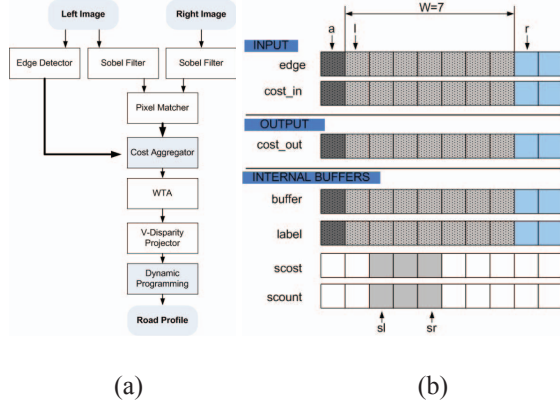 Left Image
Right Image
Edge Detector
Sobel Filter
Sobel Filter
Pixel Matcher
Cost Aggregator
WTA
V-Disparity
Projector
Dynamic
Programming
Road Profile
(a)
W=7
a
l
r
INPUT
edge
cost_in
OUTPUT
cost_out
INTERNAL BUFFERS
buffer
label
scost
scount
sl
sr
(b)